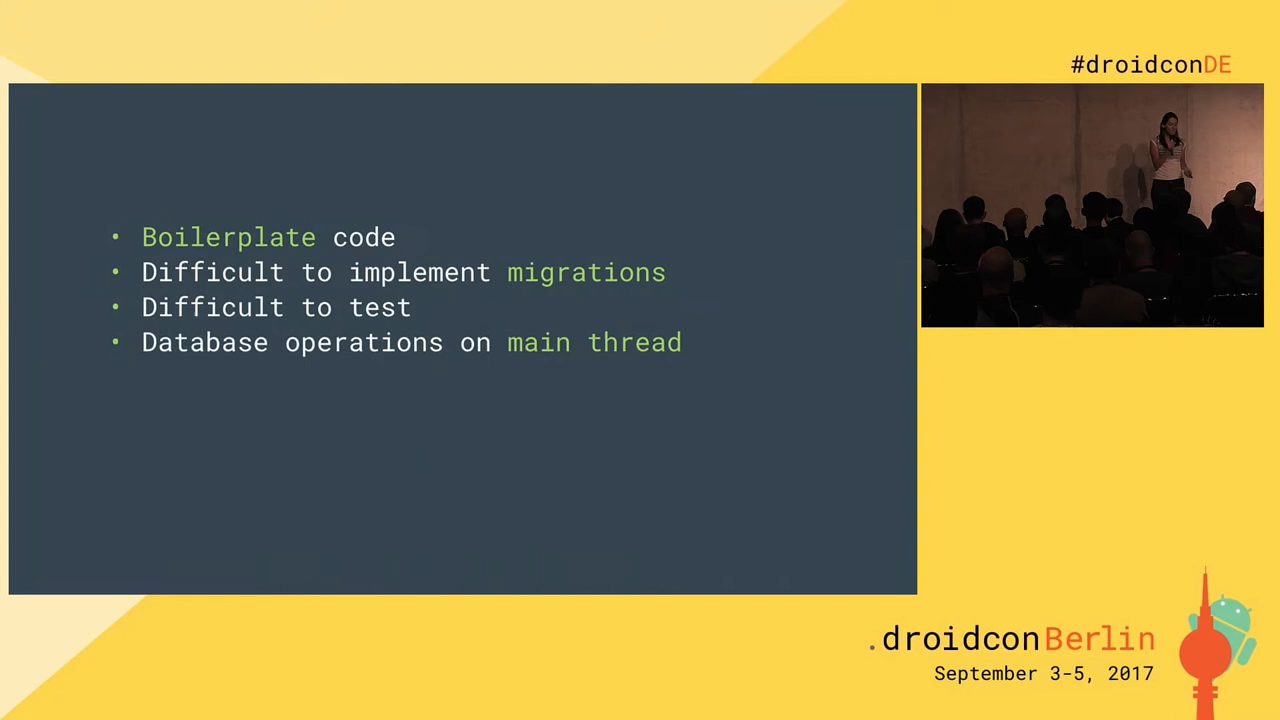 #droidconDE
• Boilerplate code
• Difficult to implement migrations
• Difficult to test
• Database operations on main thread
.droidconBerlin
September 3-5, 2017